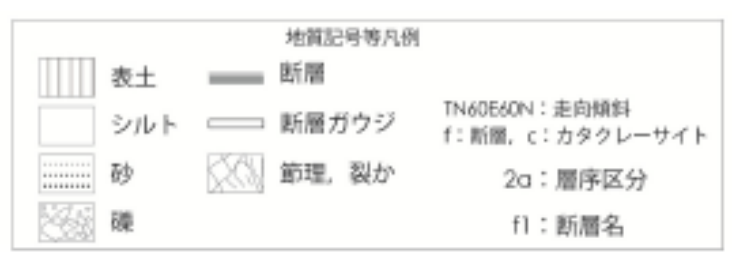 地質記号等凡例
表土
シルト
砂
礫
断層
断層ガウジ
節理，裂か
TN60E60N：走向傾斜
f：断層，c：カタクレーサイト
2a：層序区分
f1：断層名